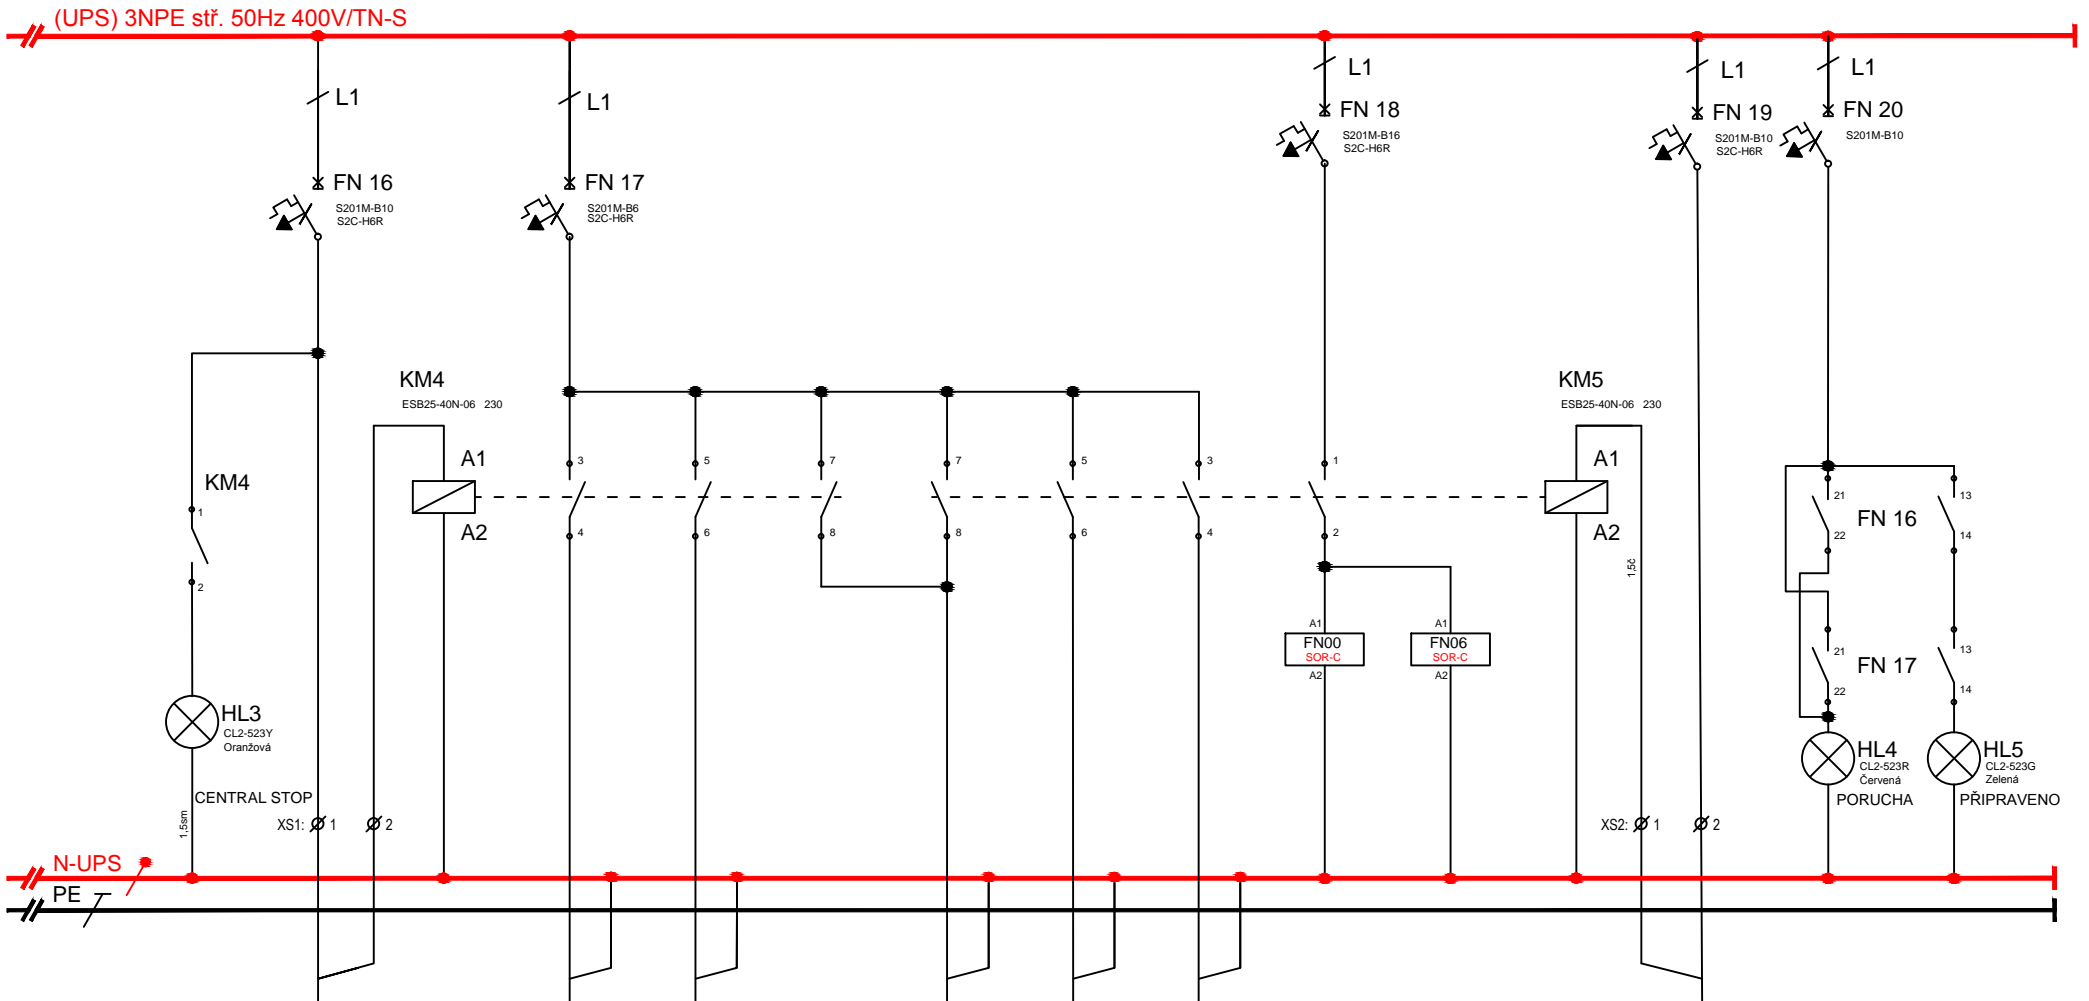 (UPS) 3NPE stř. 50Hz 400V/TN-S
L1
L1
L1
L1
L1
FN 16
S201M-B10
S2C-H6R
FN 17
S201M-B6
S2C-H6R
FN 18
S201M-B16
S2C-H6R
FN 19
S201M-B10
S2C-H6R
FN 20
S201M-B10
KM4
ESB25-40N-06 230
KM5
ESB25-40N-06 230
KM4
1
2
A1
A2
3
4
5
6
7
8
7
8
5
6
3
4
1
2
A1
A2
1,5č
21
22
FN 16
13
14
21
22
FN 17
13
14
A1
FN00
SOR-C
A2
A1
FN06
SOR-C
A2
HL3
CL2-523Y
Oranžová
HL4
CL2-523R
Červená
PORUCHA
HL5
CL2-523G
Zelená
PŘIPRAVENO
CENTRAL STOP
1,5sm
XS1: 1 2
XS2: 1 2
N-UPS
PE